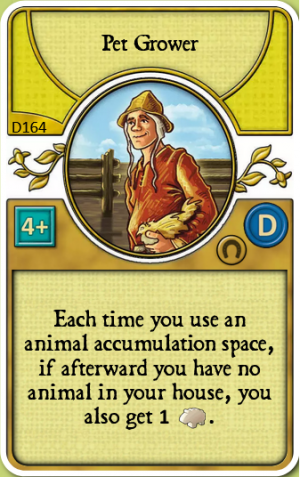 Pet Grower
D164
4+
D
Each time you use an
animal accumulation space,
if afterward you have no
animal in your house, you
also get 1 .